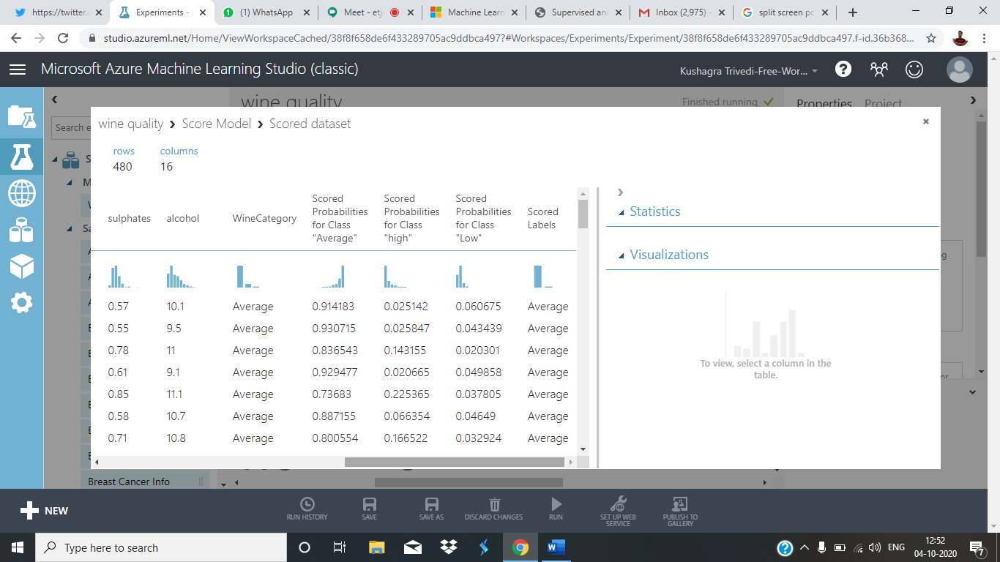 https://twitter.
Experiments -
(1) WhatsApp
Meet - etj-
Machine Learn
Supervised and
Inbox (2,975) -
split screen pc
studio.azureml.net/Home/ViewWorkspaceCached/38f8f658de6f433289705ac9ddbca497?#Workspaces/Experiments/Experiment/38f8f658de6f433289705ac9ddbca497.f-id.36b368...
Microsoft Azure Machine Learning Studio (classic)
Kushagra Trivedi-Free-Wor...
wine quality
Finished running
Properties Project
Search e
wine quality > Score Model > Scored dataset
rows columns
480 16
sulphates alcohol WineCategory Scored Probabilities for Class "Average" Scored Probabilities for Class "high" Scored Probabilities for Class "Low" Scored Labels
0.57 10.1 Average 0.914183 0.025142 0.060675 Average
0.55 9.5 Average 0.930715 0.025847 0.043439 Average
0.78 11 Average 0.836543 0.143155 0.020301 Average
0.61 9.1 Average 0.929477 0.020665 0.049858 Average
0.85 11.1 Average 0.73683 0.225365 0.037805 Average
0.58 10.7 Average 0.887155 0.066354 0.04649 Average
0.71 10.8 Average 0.800554 0.166522 0.032924 Average
Statistics
Visualizations
To view, select a column in the
table.
Breast Cancer Info
NEW
RUN HISTORY
SAVE
SAVE AS
DISCARD CHANGES
RUN
SET UP WEB
SERVICE
PUBLISH TO
GALLERY
Type here to search
ENG
12:52
04-10-2020
7